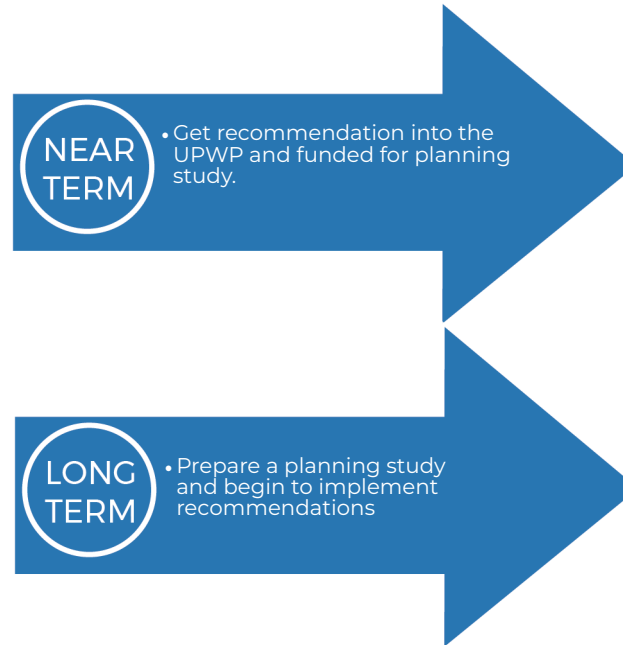 NEAR
TERM
• Get recommendation into the
UPWP and funded for planning
study.
LONG
TERM
• Prepare a planning study
and begin to implement
recommendations